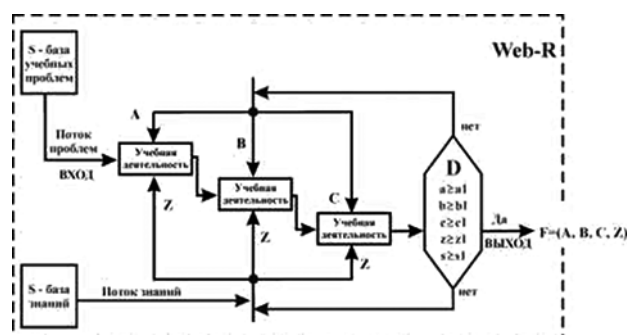 S - база
учебных
проблем
Web-R
Поток
проблем
ВХОД
A
B
C
Учебная
деятельность
Учебная
деятельность
Учебная
деятельность
Z
Z
Z
нет
D
a≥a1
b≥b1
c≥c1
z≥z1
s≥s1
Да
ВЫХОД
F=(A, B, C, Z)
нет
S - база
знаний
Поток знаний